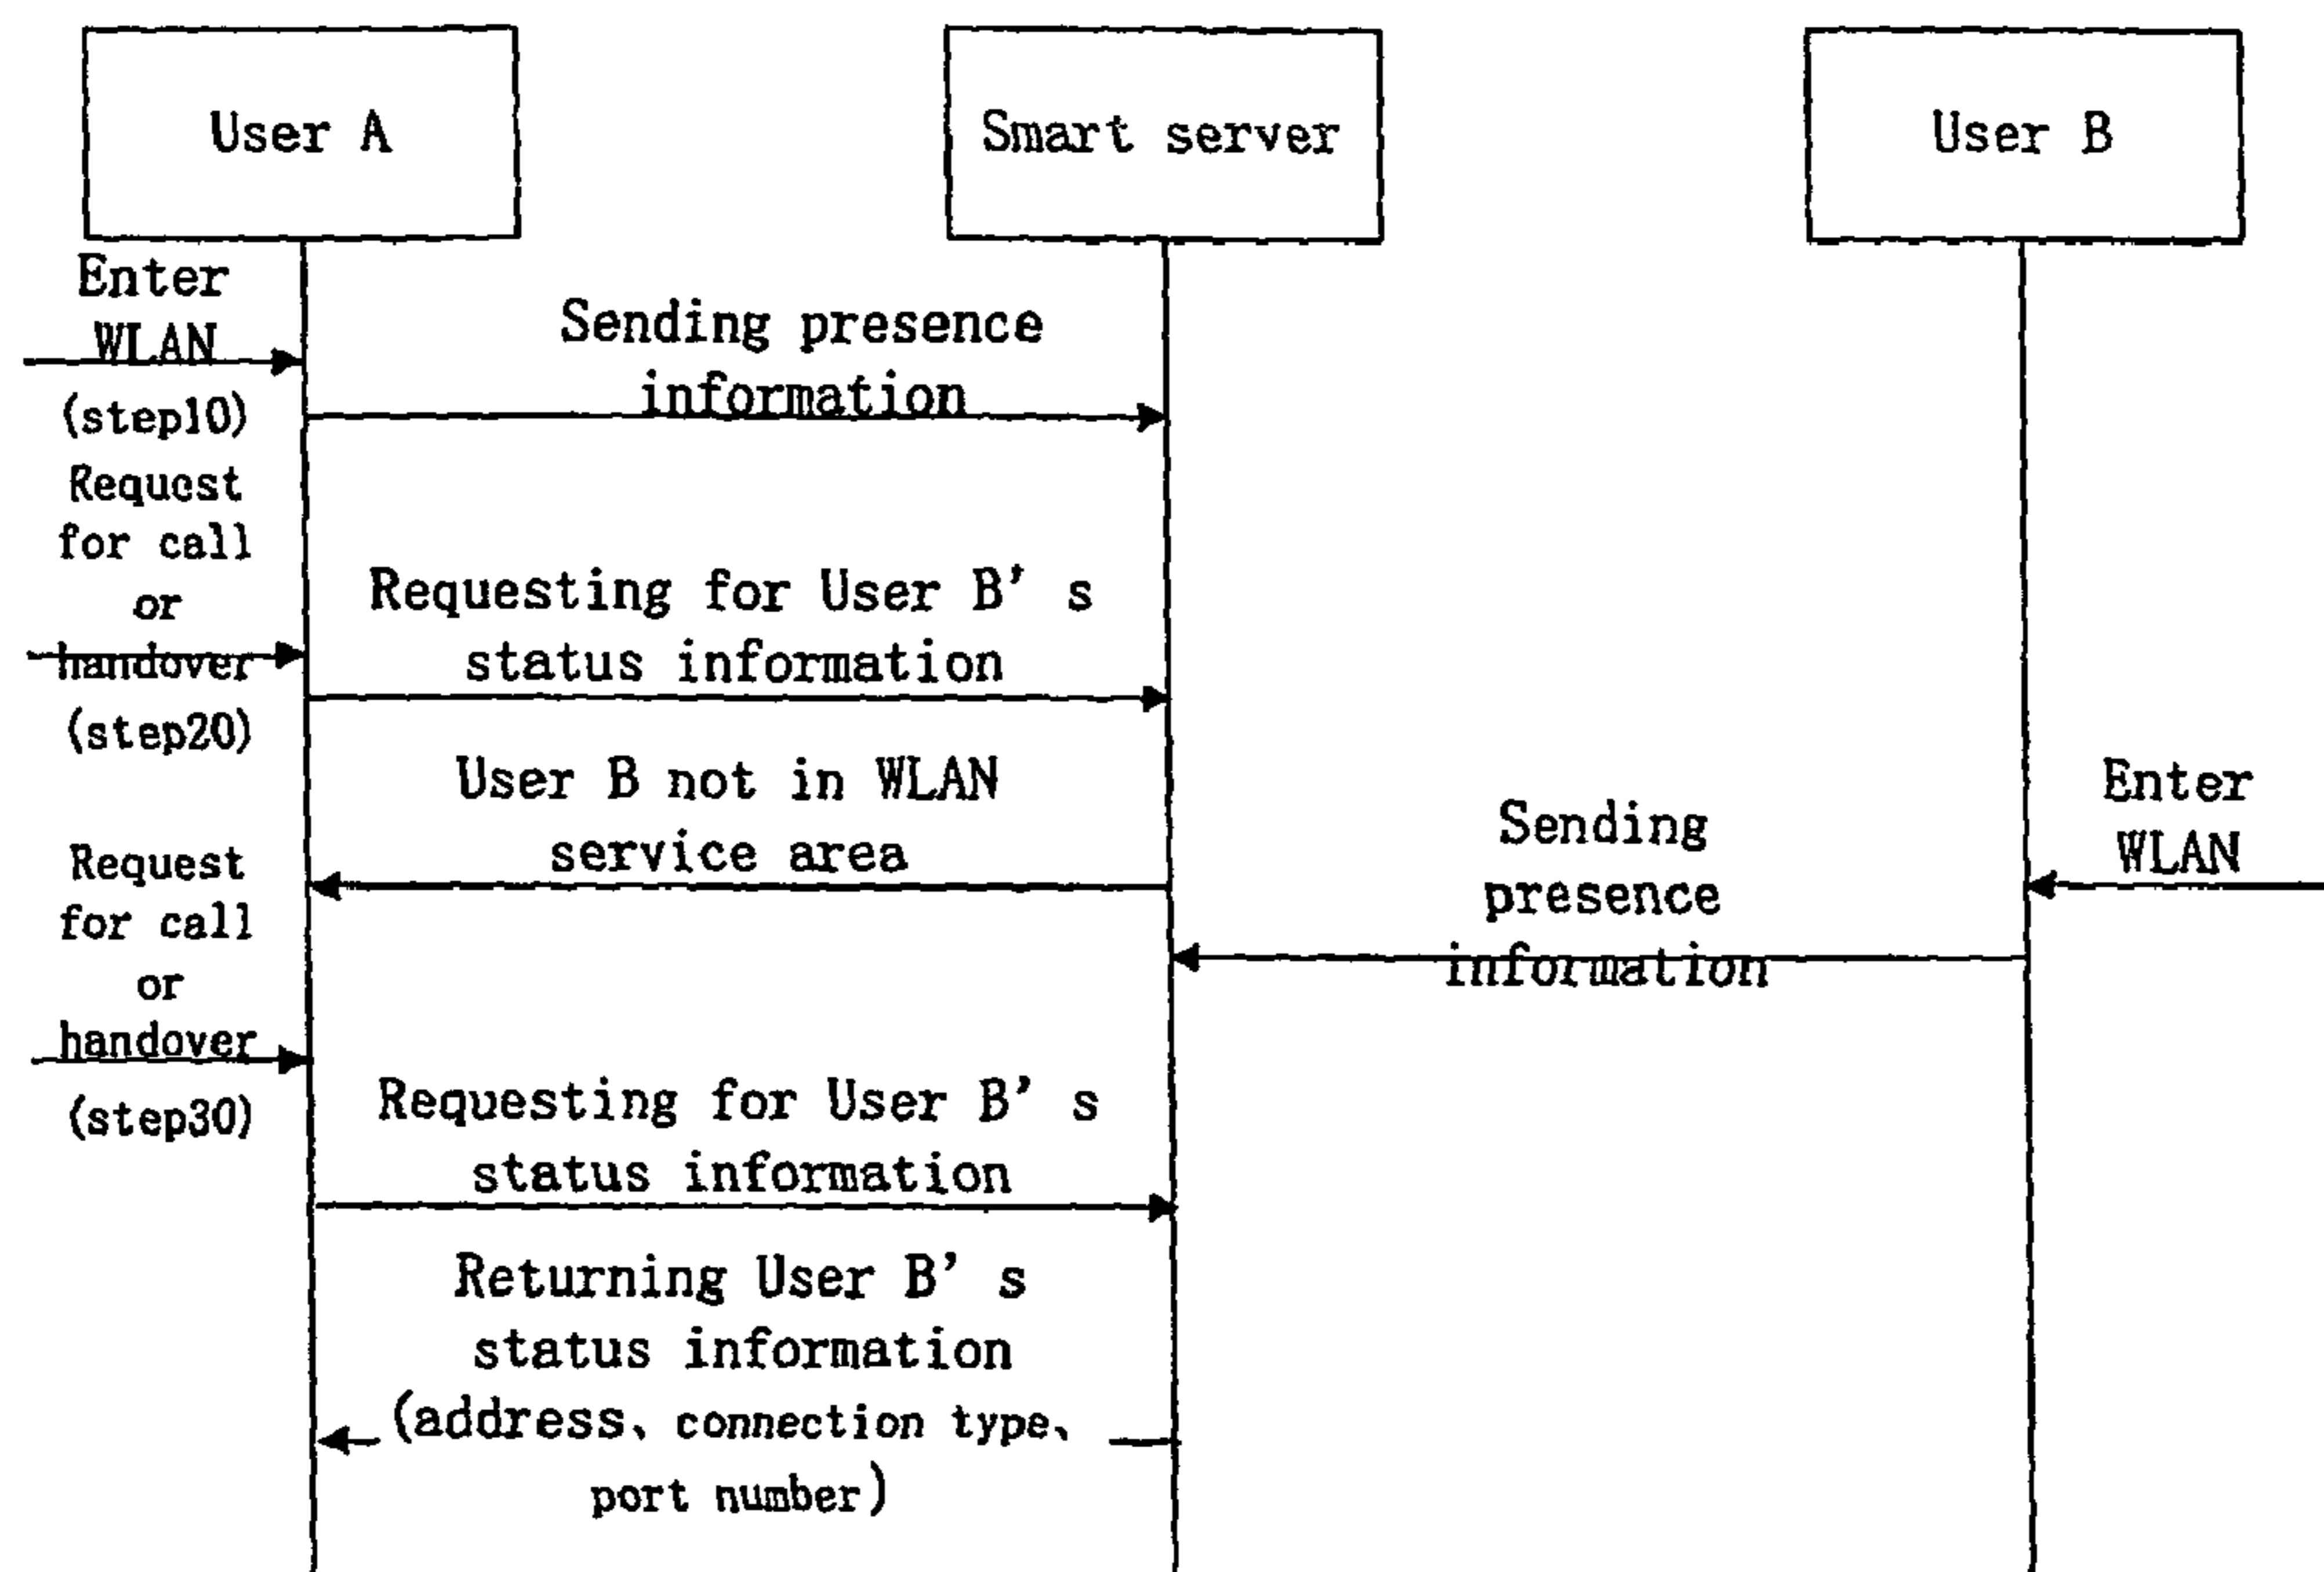 User A
Smart server
User B
Enter
WLAN
(step10)
Sending presence
information
Request
for call
or
handover
(step20)
Requesting for User B' s
status information
User B not in WLAN
service area
Enter
WLAN
Sending
presence
information
Request
for call
or
handover
(step30)
Requesting for User B' s
status information
Returning User B' s
status information
(address、connection type、
port number)